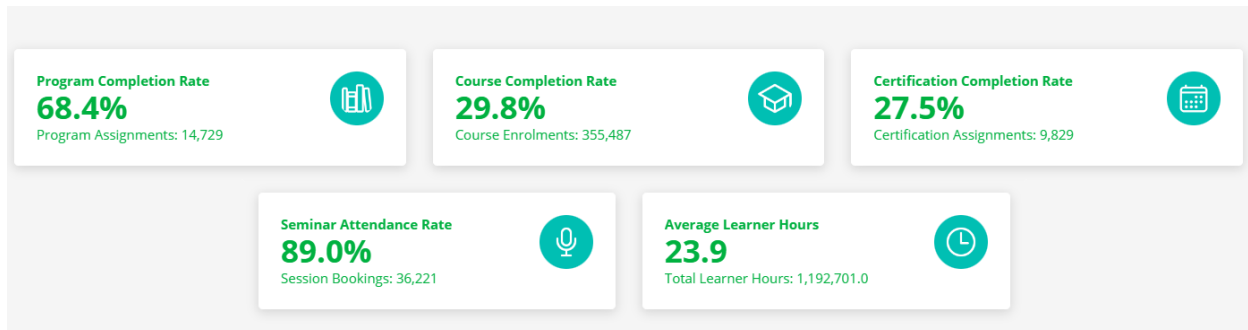 Program Completion Rate
68.4%
Program Assignments: 14,729
Course Completion Rate
29.8%
Course Enrolments: 355,487
Certification Completion Rate
27.5%
Certification Assignments: 9,829
Seminar Attendance Rate
89.0%
Session Bookings: 36,221
Average Learner Hours
23.9
Total Learner Hours: 1,192,701.0